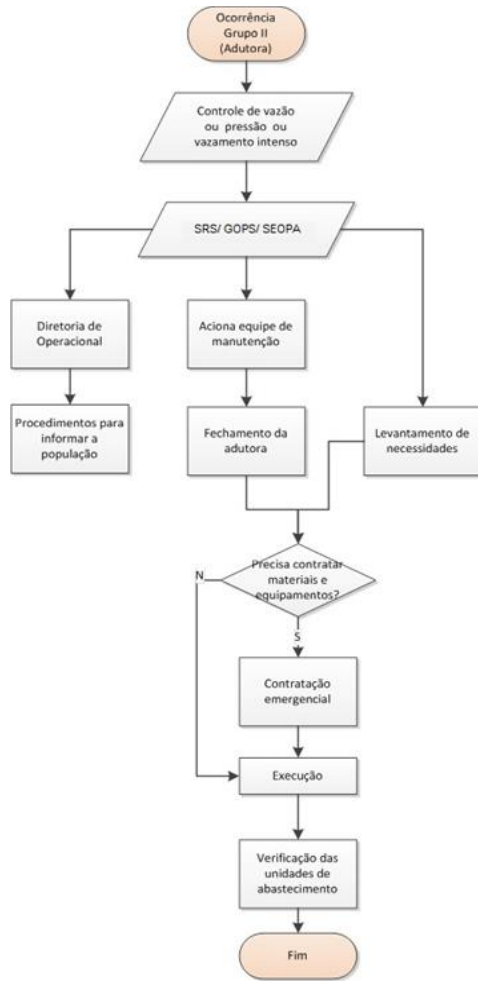 Ocorrência
Grupo II
(Adutora)
Controle de vazão
ou pressão ou
vazamento intenso
SRS/ GOPS/ SEOPA
Diretoria de
Operacional
Aciona equipe de
manutenção
Procedimentos para
informar a
população
Fechamento da
adutora
Levantamento de
necessidades
Precisa contratar
materiais e
equipamentos?
N
S
Contratação
emergencial
Execução
Verificação das
unidades de
abastecimento
Fim